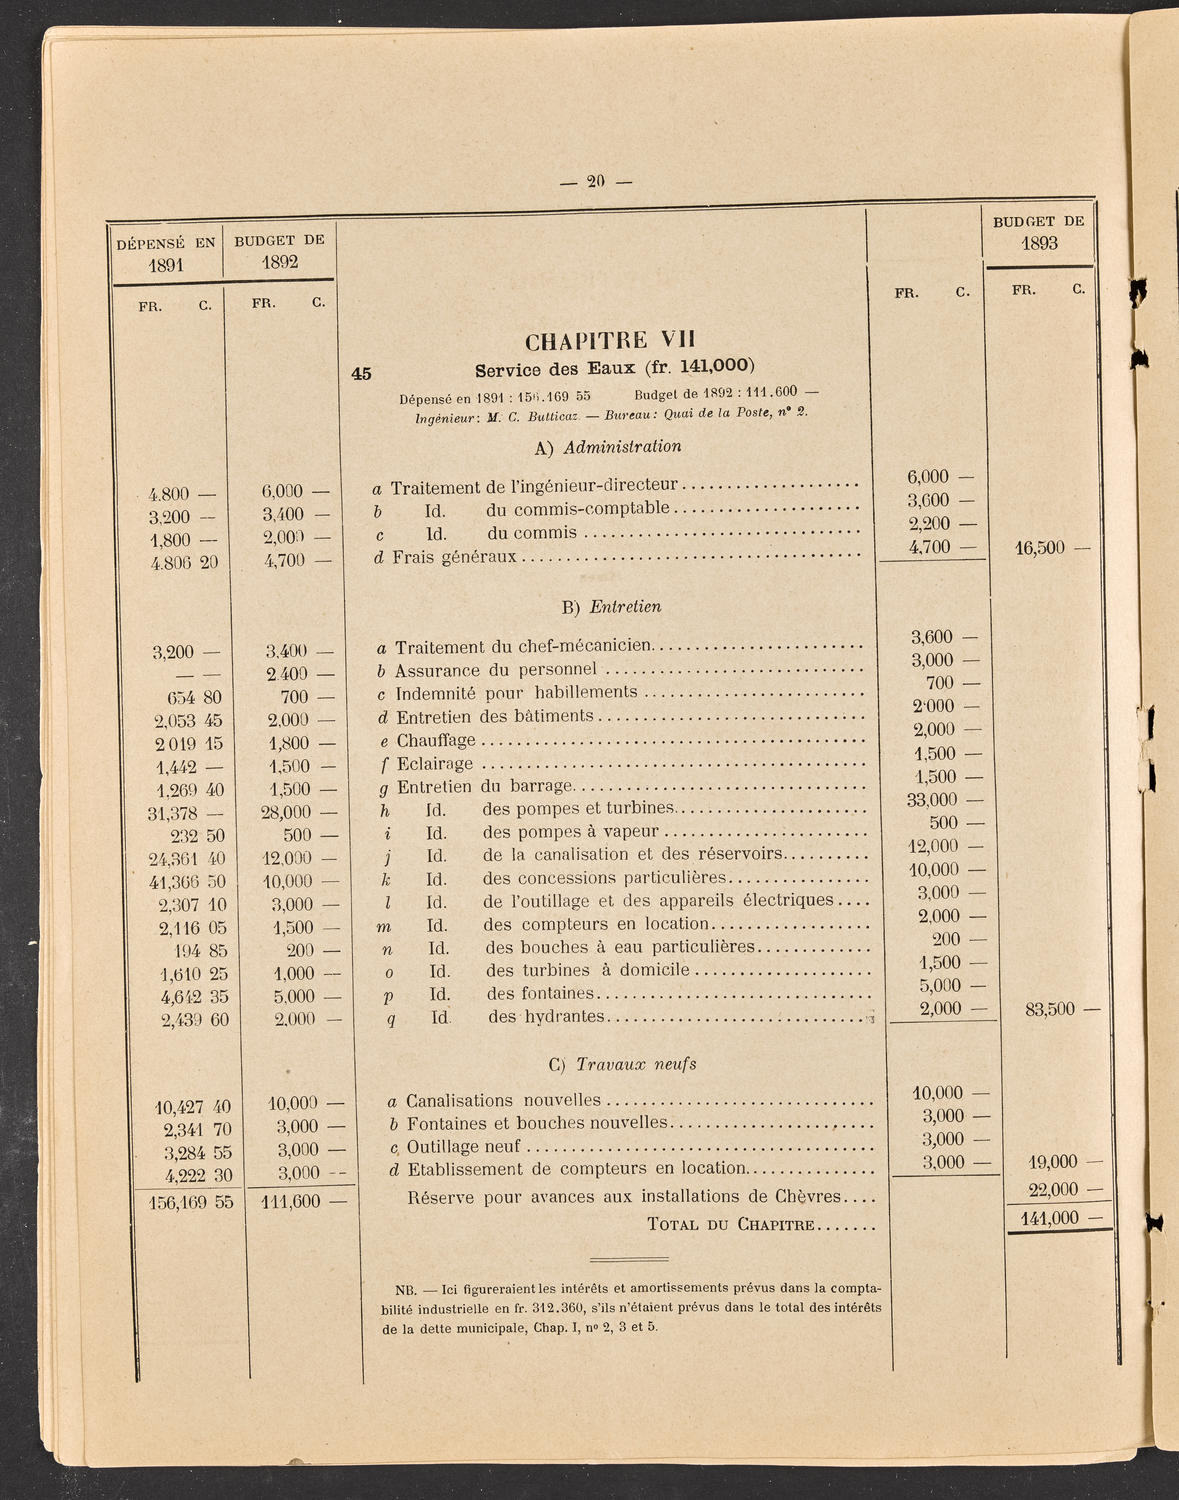 — 20 —
DÉPENSÉ EN 1891 BUDGET DE 1892 BUDGET DE 1893
FR. C. FR. C. FR. C. FR. C.
CHAPITRE VII
45 Service des Eaux (fr. 141,000)
Dépensé en 1891 : 156.169 55 Budget de 1892 : 111.600 —
Ingénieur : M. C. Butticaz. — Bureau : Quai de la Poste, n° 2.
A) Administration
4.800 — 6,000 — a Traitement de l'ingénieur-directeur.................... 6,000 —
3,200 — 3,400 — b Id. du commis-comptable..................... 3,600 —
1,800 — 2,000 — c Id. du commis ............................... 2,200 —
4.806 20 4,700 — d Frais généraux...................................... 4,700 — 16,500 —
B) Entretien
3,200 — 3,400 — a Traitement du chef-mécanicien........................ 3,600 —
— — 2.400 — b Assurance du personnel ............................. 3,000 —
654 80 700 — c Indemnité pour habillements ......................... 700 —
2,053 45 2,000 — d Entretien des bâtiments.............................. 2'000 —
2019 15 1,800 — e Chauffage........................................... 2,000 —
1,442 — 1,500 — f Eclairage ........................................... 1,500 —
1,269 40 1,500 — g Entretien du barrage................................. 1,500 —
31,378 — 28,000 — h Id. des pompes et turbines...................... 33,000 —
232 50 500 — i Id. des pompes à vapeur ....................... 500 —
24,361 40 12,000 — j Id. de la canalisation et des réservoirs.......... 12,000 —
41,366 50 10,000 — k Id. des concessions particulières................ 10,000 —
2,307 10 3,000 — l Id. de l'outillage et des appareils électriques.... 3,000 —
2,116 05 1,500 — m Id. des compteurs en location.................. 2,000 —
194 85 200 — n Id. des bouches à eau particulières............. 200 —
1,610 25 1,000 — o Id. des turbines à domicile .................... 1,500 —
4,642 35 5,000 — p Id. des fontaines............................... 5,000 —
2,439 60 2,000 — q Id. des hydrantes............................. 2,000 — 83,500 —
C) Travaux neufs
10,427 40 10,000 — a Canalisations nouvelles.............................. 10,000 —
2,341 70 3,000 — b Fontaines et bouches nouvelles....................... 3,000 —
3,284 55 3,000 — c Outillage neuf....................................... 3,000 —
4,222 30 3,000 — d Etablissement de compteurs en location............... 3,000 — 19,000 —
156,169 55 111,600 — Réserve pour avances aux installations de Chèvres.... 22,000 —
TOTAL DU CHAPITRE....... 141,000 —
NB. — Ici figureraient les intérêts et amortissements prévus dans la compta-
bilité industrielle en fr. 312.360, s'ils n'étaient prévus dans le total des intérêts
de la dette municipale, Chap. I, nº 2, 3 et 5.